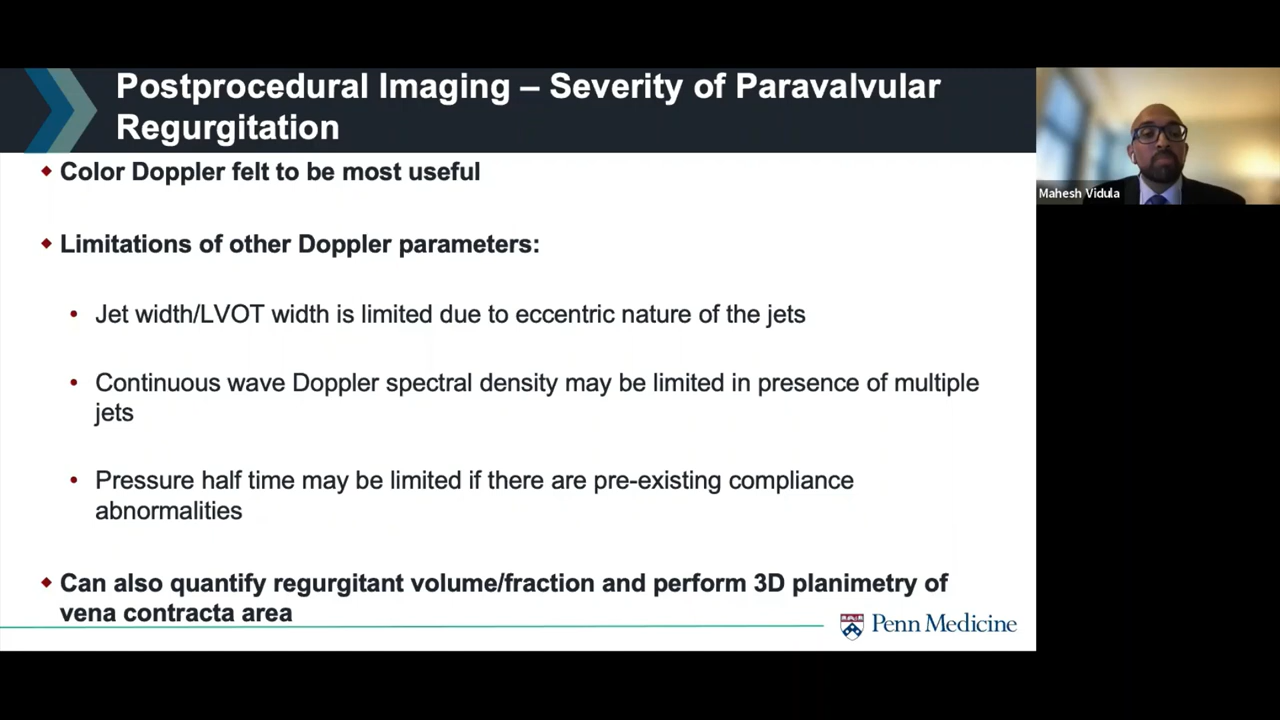 Postprocedural Imaging – Severity of Paravalvular
Regurgitation
Color Doppler felt to be most useful
Limitations of other Doppler parameters:
Jet width/LVOT width is limited due to eccentric nature of the jets
Continuous wave Doppler spectral density may be limited in presence of multiple
jets
Pressure half time may be limited if there are pre-existing compliance
abnormalities
Can also quantify regurgitant volume/fraction and perform 3D planimetry of
vena contracta area
Penn Medicine
Mahesh Vidula